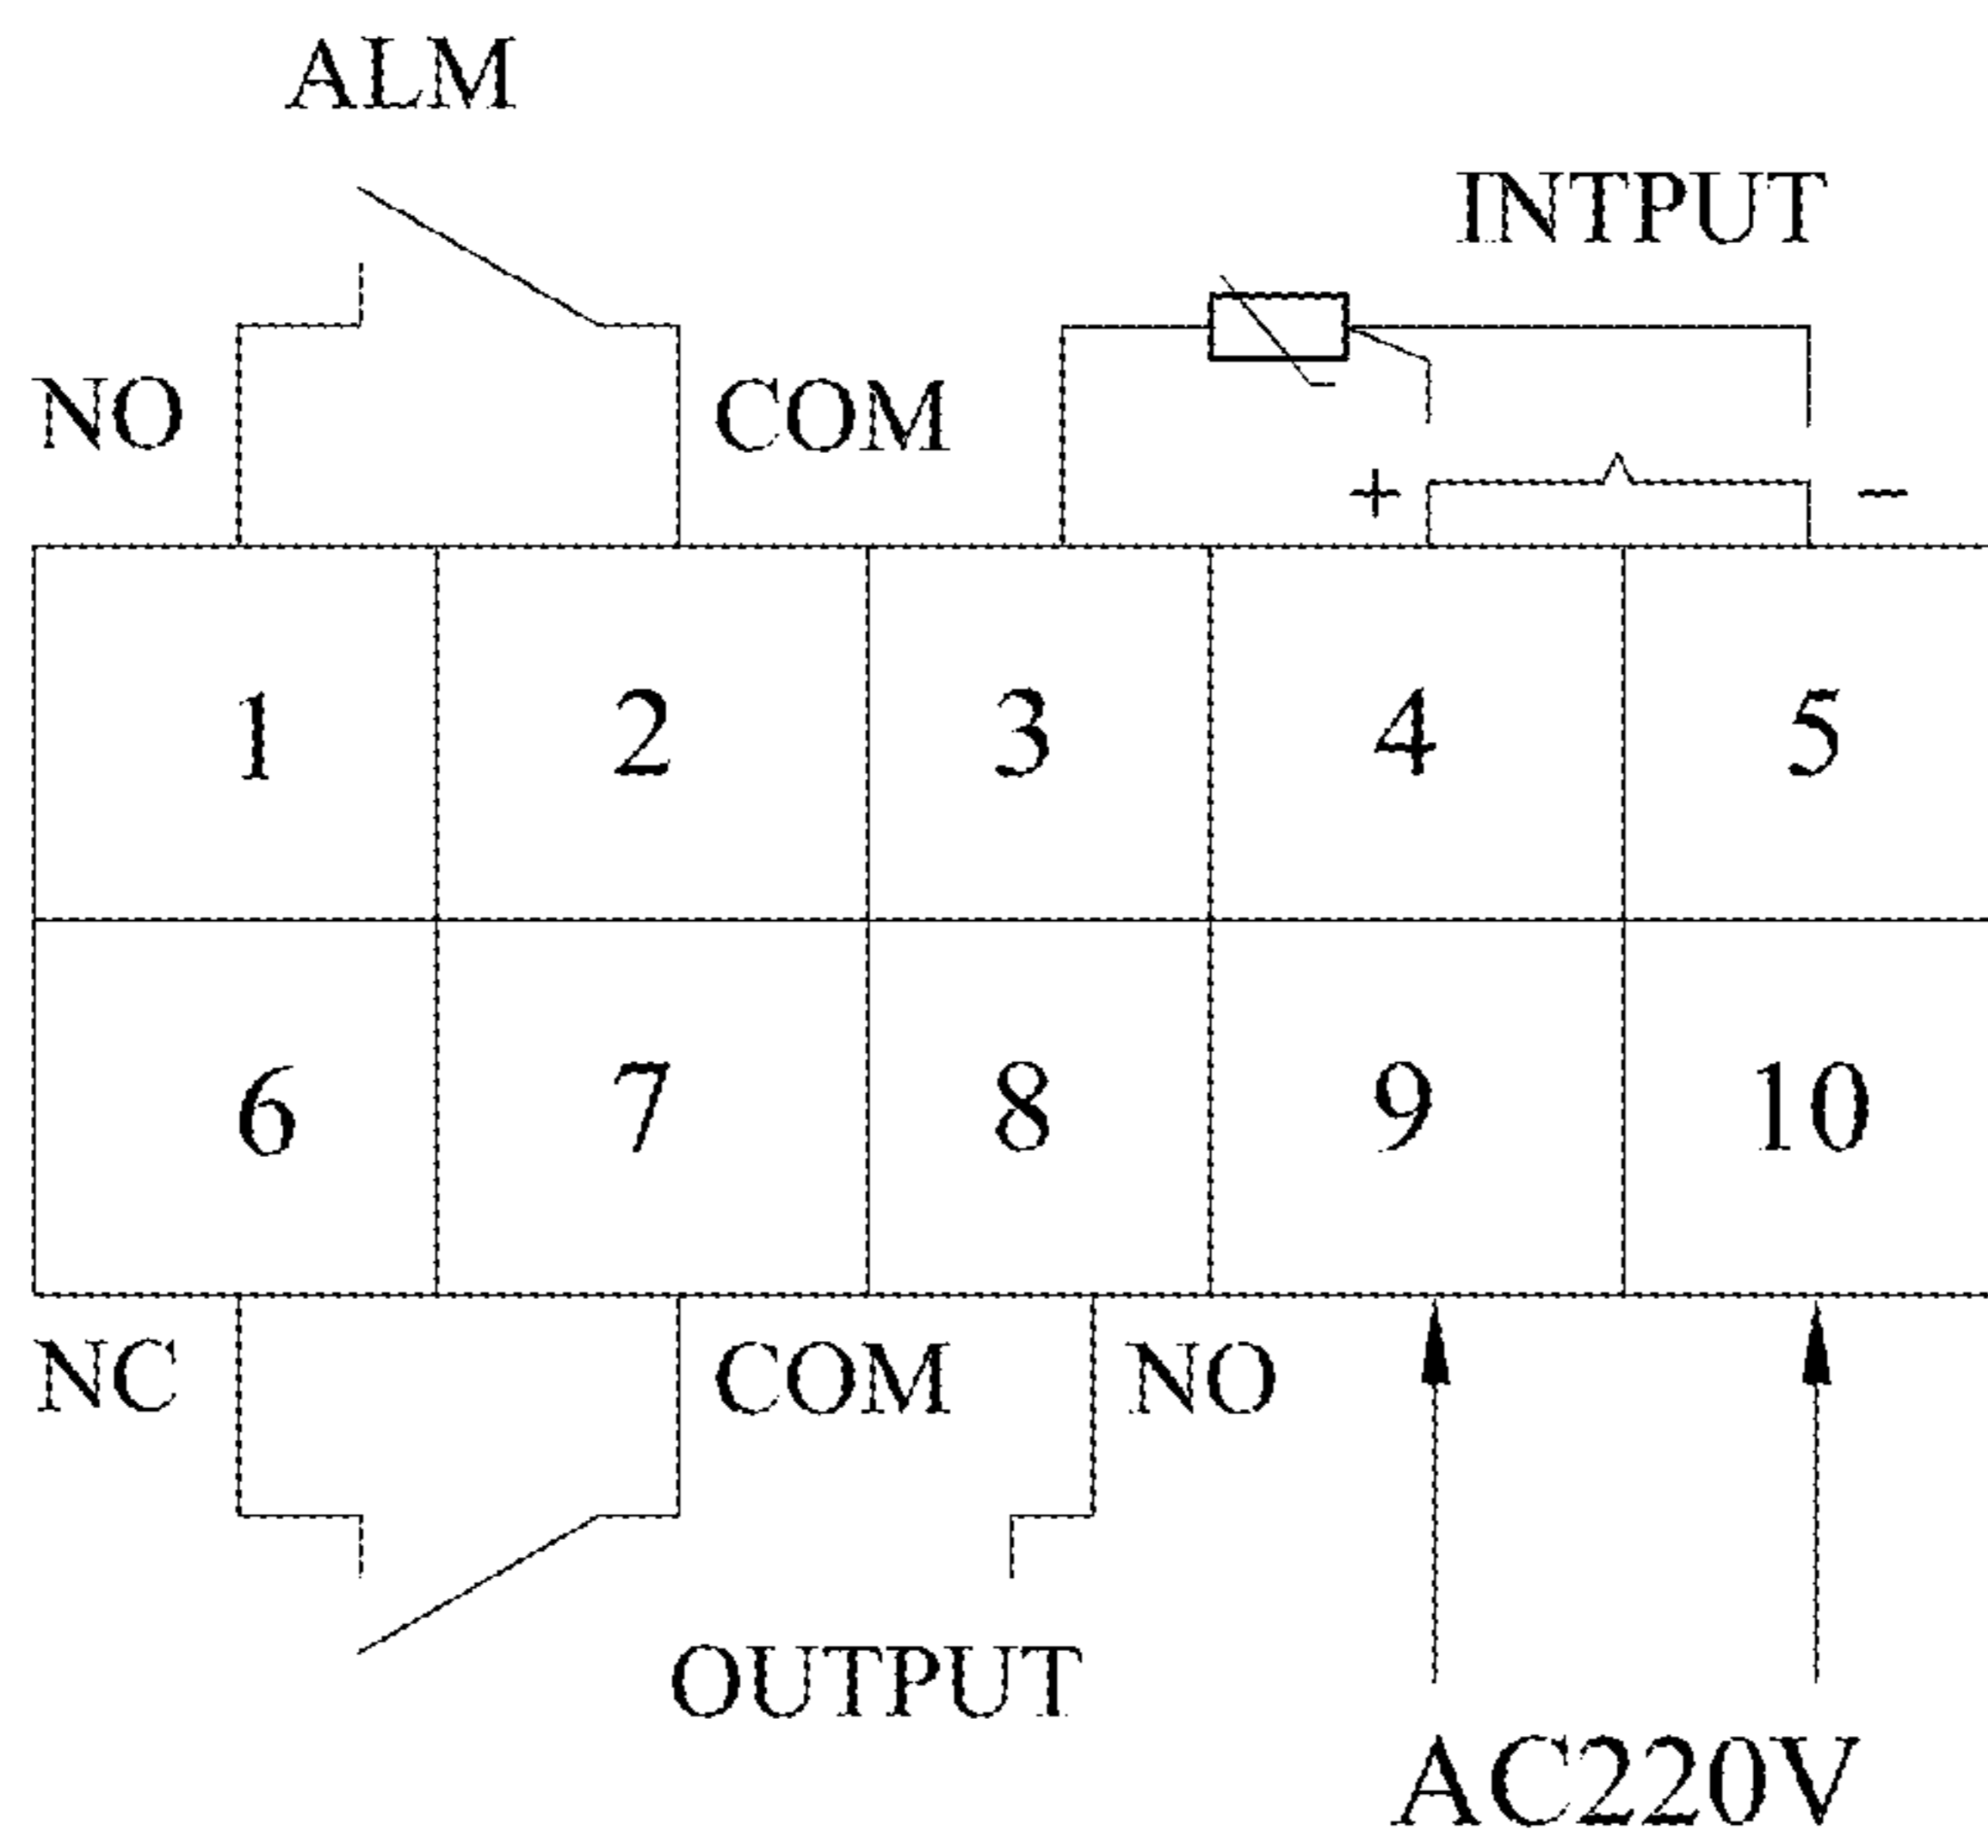 ALM
INTPUT
NO COM
+ −
1 2 3 4 5
6 7 8 9 10
NC COM NO
OUTPUT
AC220V